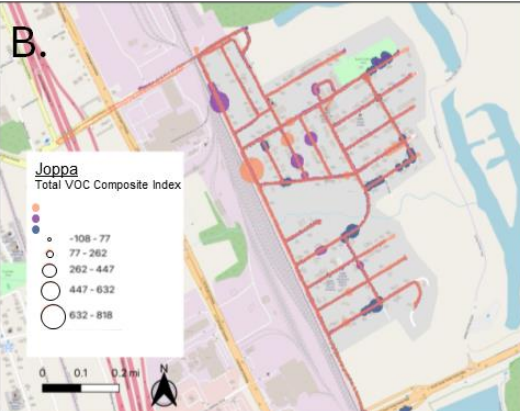 B.
Joppa
Total VOC Composite Index
-108 - 77
77 - 262
262 - 447
447 - 632
632 - 818
0 0.1 0.2 mi
N